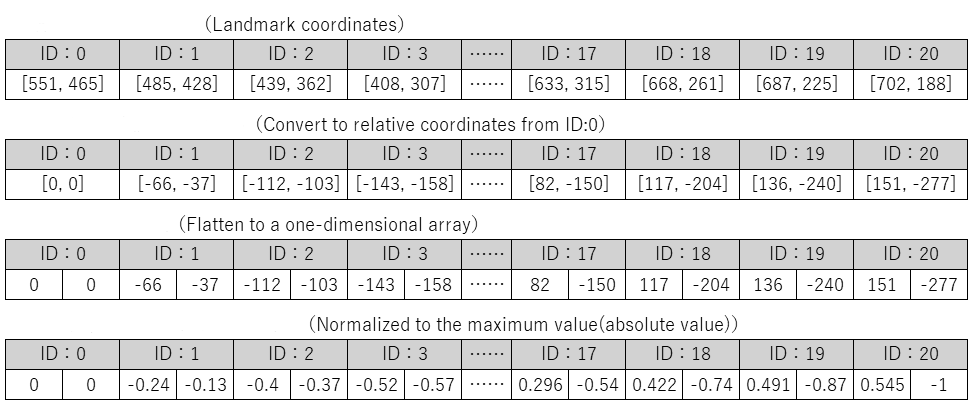 (Landmark coordinates)
ID：0 ID：1 ID：2 ID：3 …… ID：17 ID：18 ID：19 ID：20
[551, 465] [485, 428] [439, 362] [408, 307] …… [633, 315] [668, 261] [687, 225] [702, 188]
(Convert to relative coordinates from ID:0)
ID：0 ID：1 ID：2 ID：3 …… ID：17 ID：18 ID：19 ID：20
[0, 0] [-66, -37] [-112, -103] [-143, -158] …… [82, -150] [117, -204] [136, -240] [151, -277]
(Flatten to a one-dimensional array)
ID：0 ID：1 ID：2 ID：3 …… ID：17 ID：18 ID：19 ID：20
0 0 -66 -37 -112 -103 -143 -158 …… 82 -150 117 -204 136 -240 151 -277
(Normalized to the maximum value(absolute value))
ID：0 ID：1 ID：2 ID：3 …… ID：17 ID：18 ID：19 ID：20
0 0 -0.24 -0.13 -0.4 -0.37 -0.52 -0.57 …… 0.296 -0.54 0.422 -0.74 0.491 -0.87 0.545 -1